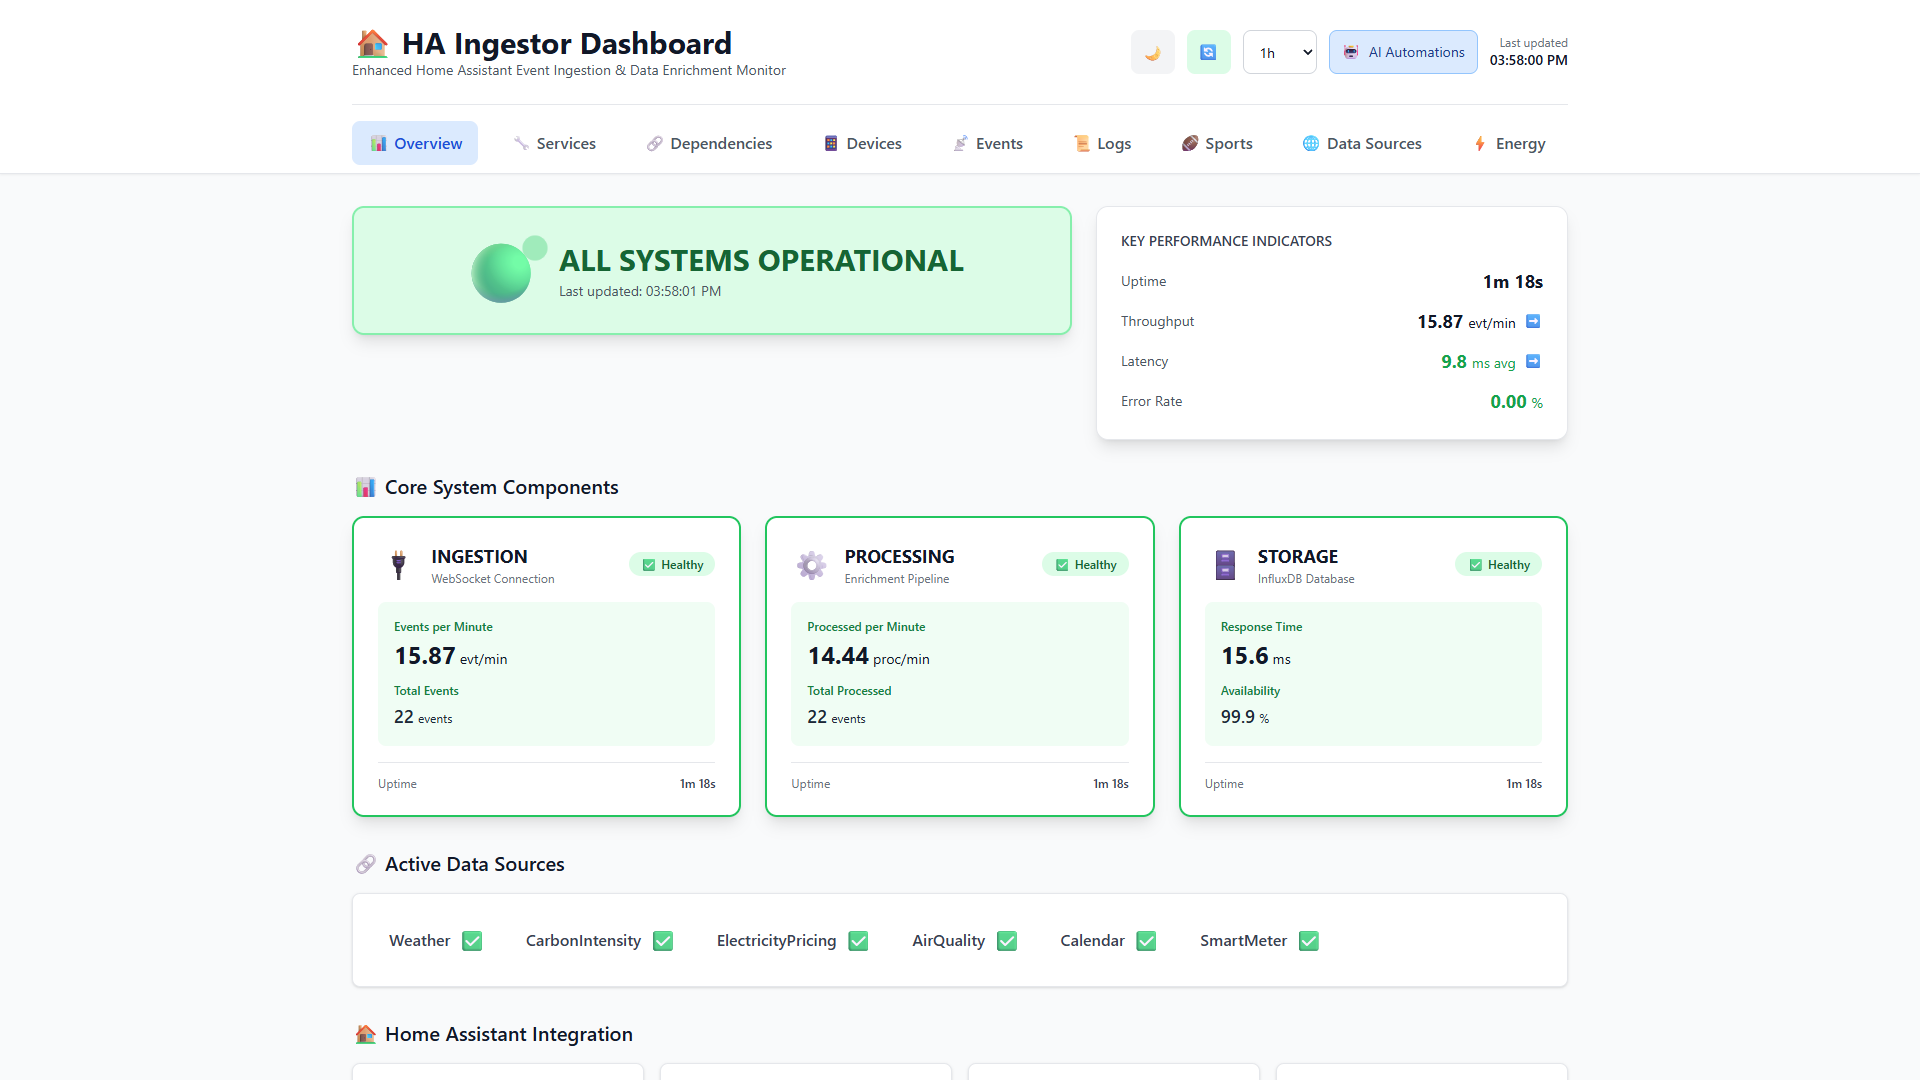 HA Ingestor Dashboard
Enhanced Home Assistant Event Ingestion & Data Enrichment Monitor
1h
AI Automations
Last updated
03:58:00 PM
Overview
Services
Dependencies
Devices
Events
Logs
Sports
Data Sources
Energy
ALL SYSTEMS OPERATIONAL
Last updated: 03:58:01 PM
KEY PERFORMANCE INDICATORS
Uptime 1m 18s
Throughput 15.87 evt/min
Latency 9.8 ms avg
Error Rate 0.00 %
Core System Components
INGESTION
WebSocket Connection
Healthy
Events per Minute
15.87 evt/min
Total Events
22 events
Uptime 1m 18s
PROCESSING
Enrichment Pipeline
Healthy
Processed per Minute
14.44 proc/min
Total Processed
22 events
Uptime 1m 18s
STORAGE
InfluxDB Database
Healthy
Response Time
15.6 ms
Availability
99.9 %
Uptime 1m 18s
Active Data Sources
Weather
CarbonIntensity
ElectricityPricing
AirQuality
Calendar
SmartMeter
Home Assistant Integration